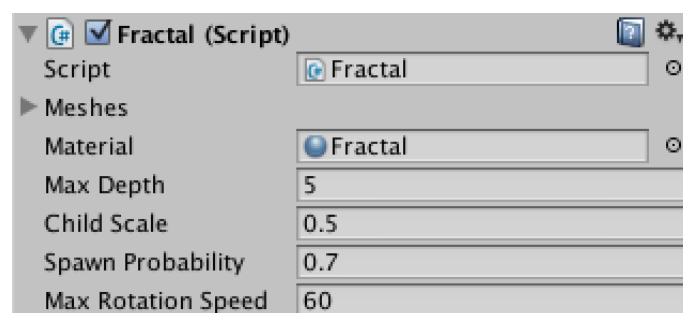 Fractal (Script)
Script Fractal
Meshes
Material Fractal
Max Depth 5
Child Scale 0.5
Spawn Probability 0.7
Max Rotation Speed 60